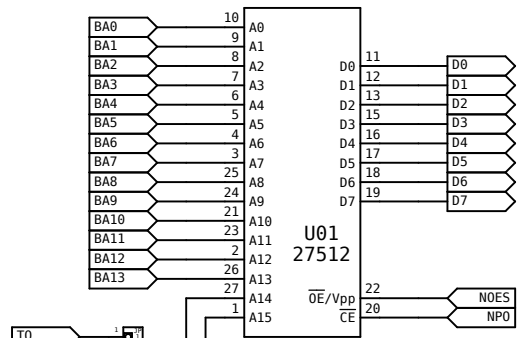 BA0 10 A0
BA1 9 A1
BA2 8 A2 D0 11 D0
BA3 7 A3 D1 12 D1
BA4 6 A4 D2 13 D2
BA5 5 A5 D3 15 D3
BA6 4 A6 D4 16 D4
BA7 3 A7 D5 17 D5
BA8 25 A8 D6 18 D6
BA9 24 A9 D7 19 D7
BA10 21 A10
BA11 23 A11 U01
BA12 2 A12 27512
BA13 26 A13
27 A14 OE/Vpp 22 NOES
1 A15 CE 20 NPO
TO 1